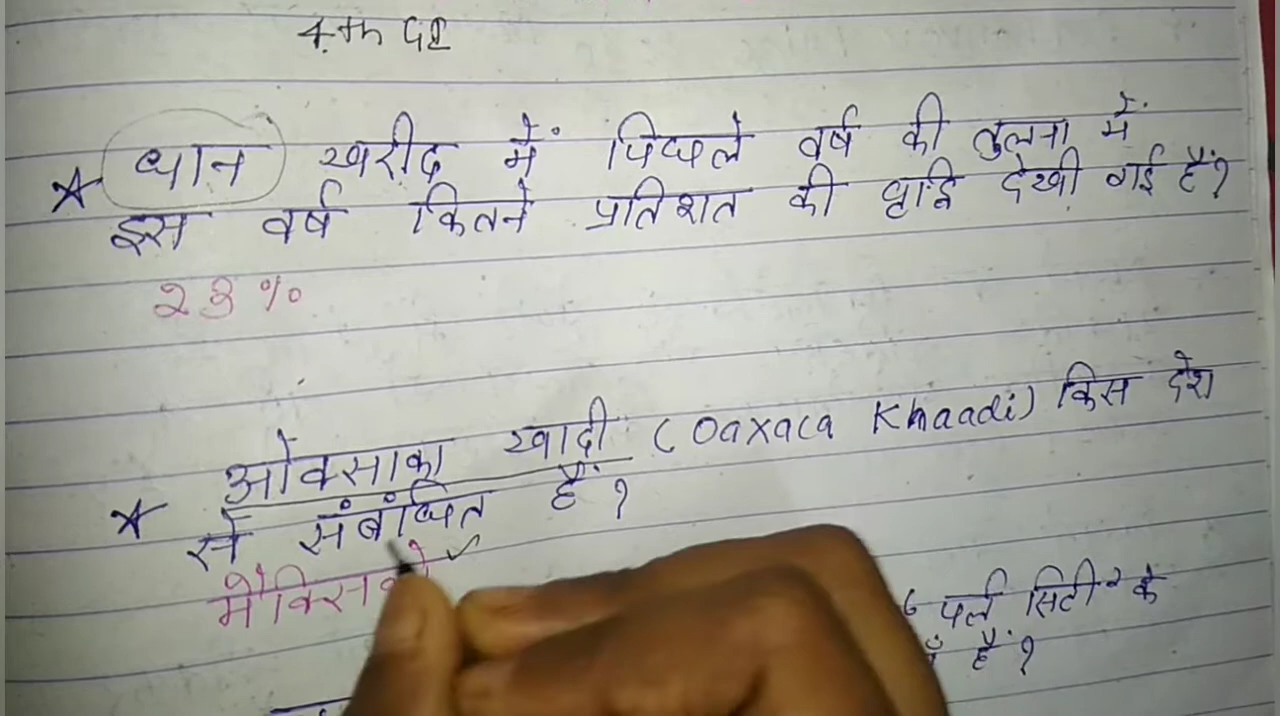 4th
★ धान खरीद में पिछले वर्ष की तुलना में
इस वर्ष कितने प्रतिशत की वृद्धि देखी गई हैं?
23%
★ ओक्साका खादी (Oaxaca Khaadi) किस देश
से संबंधित हैं?
मैक्सिको ✓
पर्ल सिटी" के
हैं?